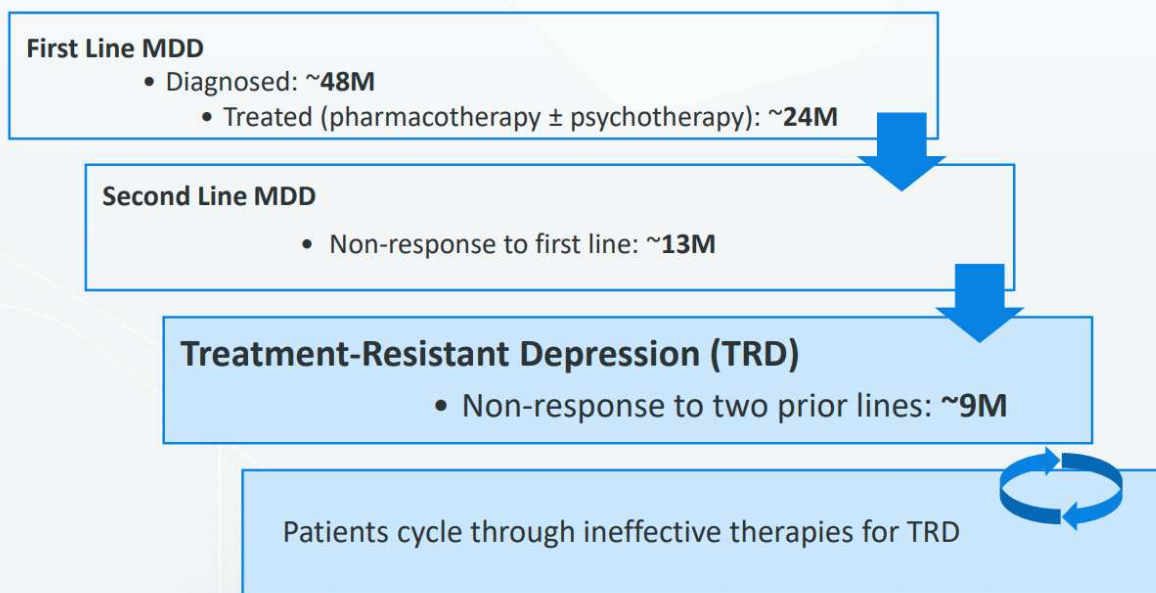 First Line MDD
• Diagnosed: ~48M
• Treated (pharmacotherapy ± psychotherapy): ~24M
Second Line MDD
• Non-response to first line: ~13M
Treatment-Resistant Depression (TRD)
• Non-response to two prior lines: ~9M
Patients cycle through ineffective therapies for TRD